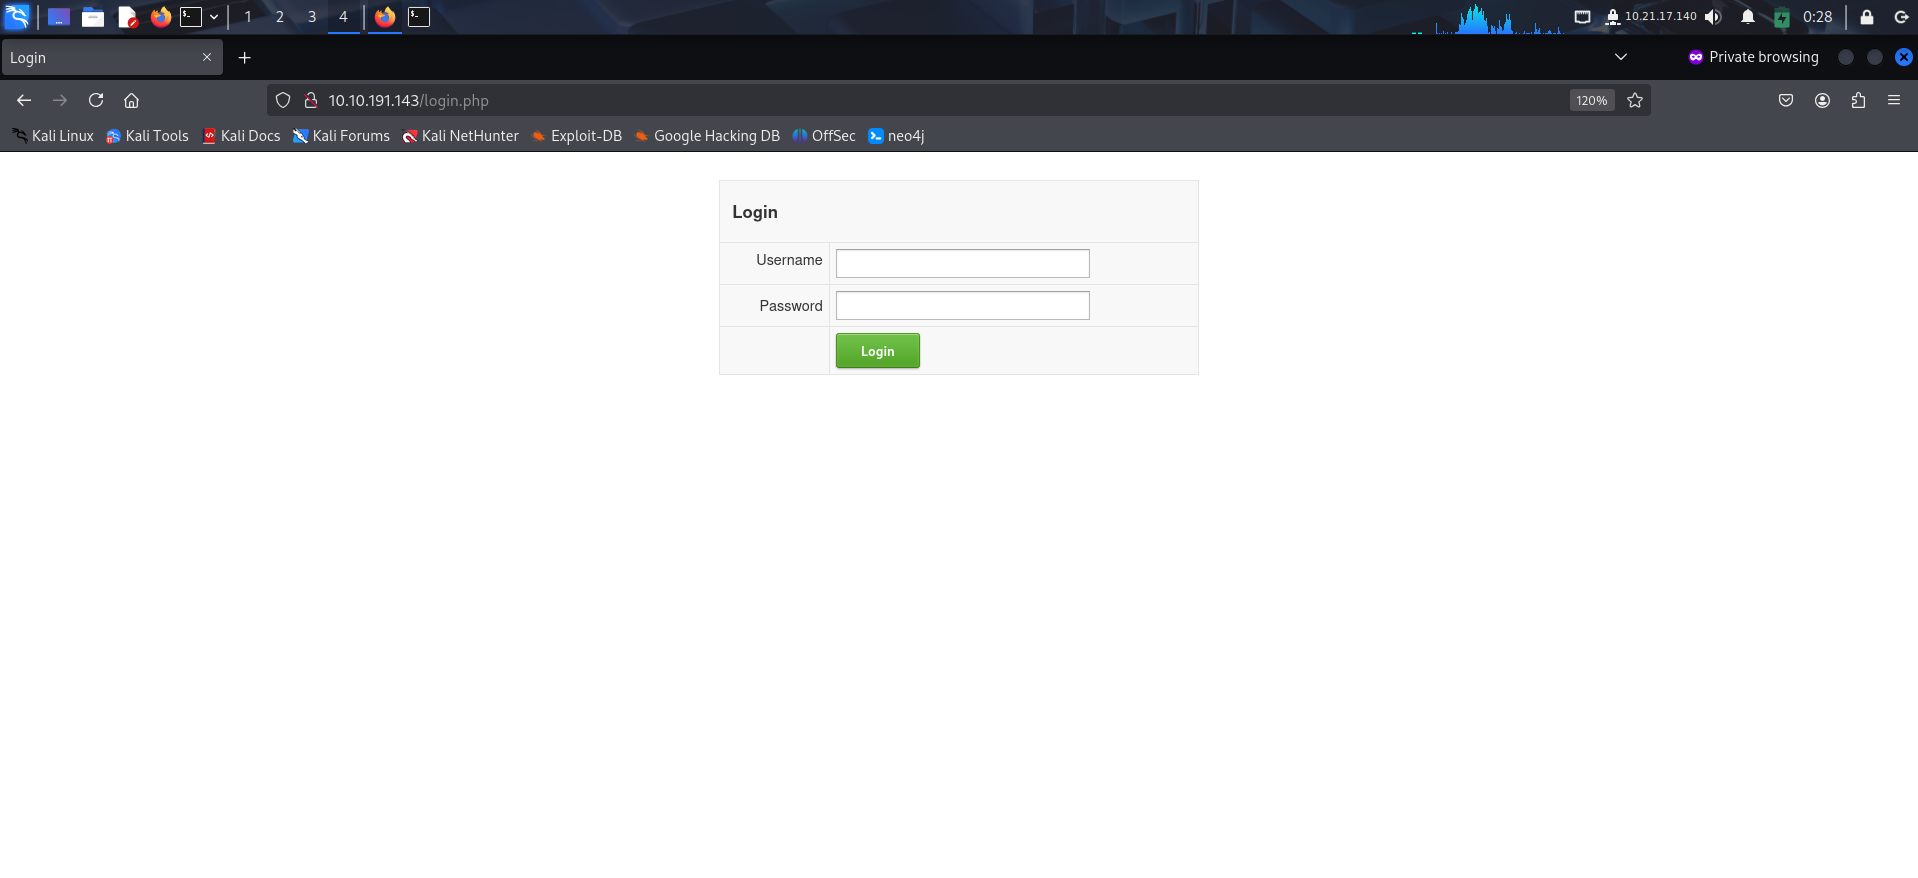 1 2 3 4 10.21.17.140 0:28
Login
Private browsing
10.10.191.143/login.php 120%
Kali Linux Kali Tools Kali Docs Kali Forums Kali NetHunter Exploit-DB Google Hacking DB OffSec neo4j
Login
Username
Password
Login